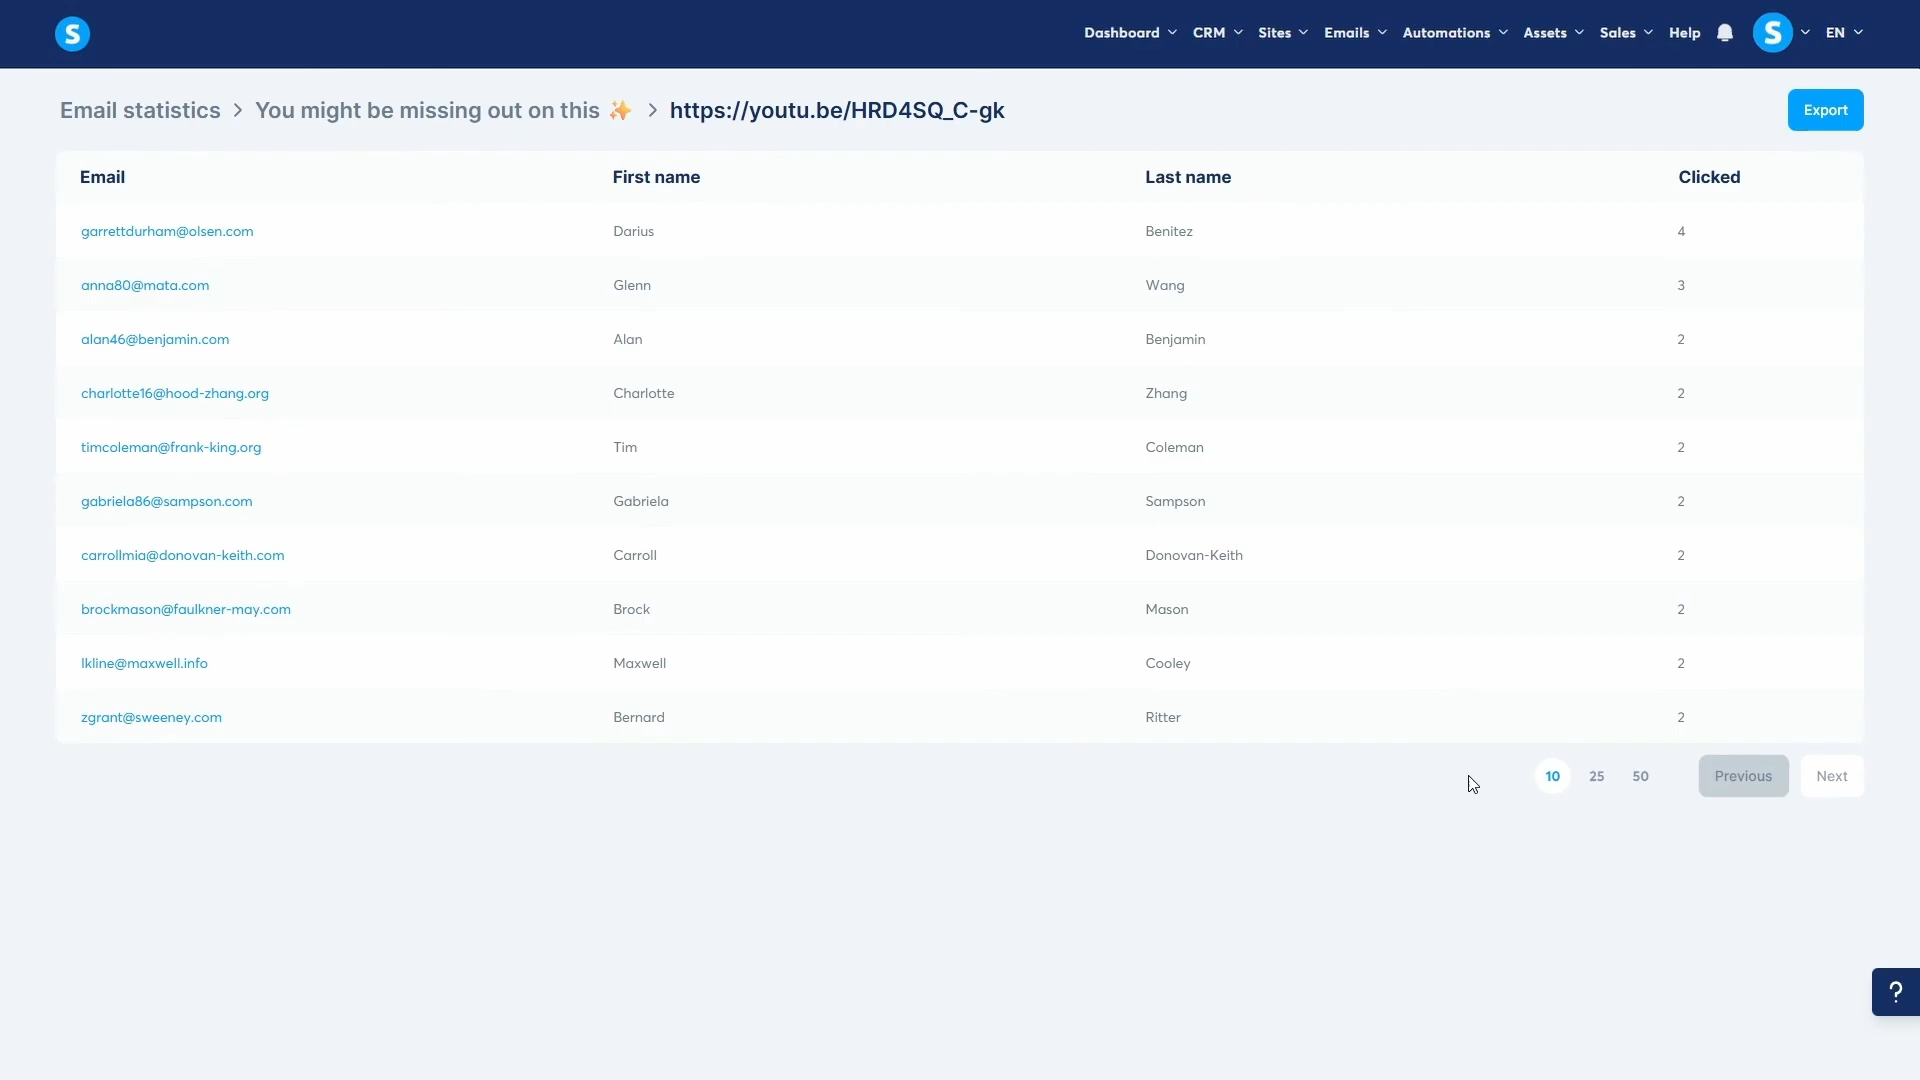 S Dashboard CRM Sites Emails Automations Assets Sales Help S EN
Email statistics > You might be missing out on this ✨ > https://youtu.be/HRD4SQ_C-gk Export
Email First name Last name Clicked
garrettdurham@olsen.com Darius Benitez 4
anna80@mata.com Glenn Wang 3
alan46@benjamin.com Alan Benjamin 2
charlotte16@hood-zhang.org Charlotte Zhang 2
timcoleman@frank-king.org Tim Coleman 2
gabriela86@sampson.com Gabriela Sampson 2
carrollmia@donovan-keith.com Carroll Donovan-Keith 2
brockmason@faulkner-may.com Brock Mason 2
lkline@maxwell.info Maxwell Cooley 2
zgrant@sweeney.com Bernard Ritter 2
10 25 50 Previous Next
?